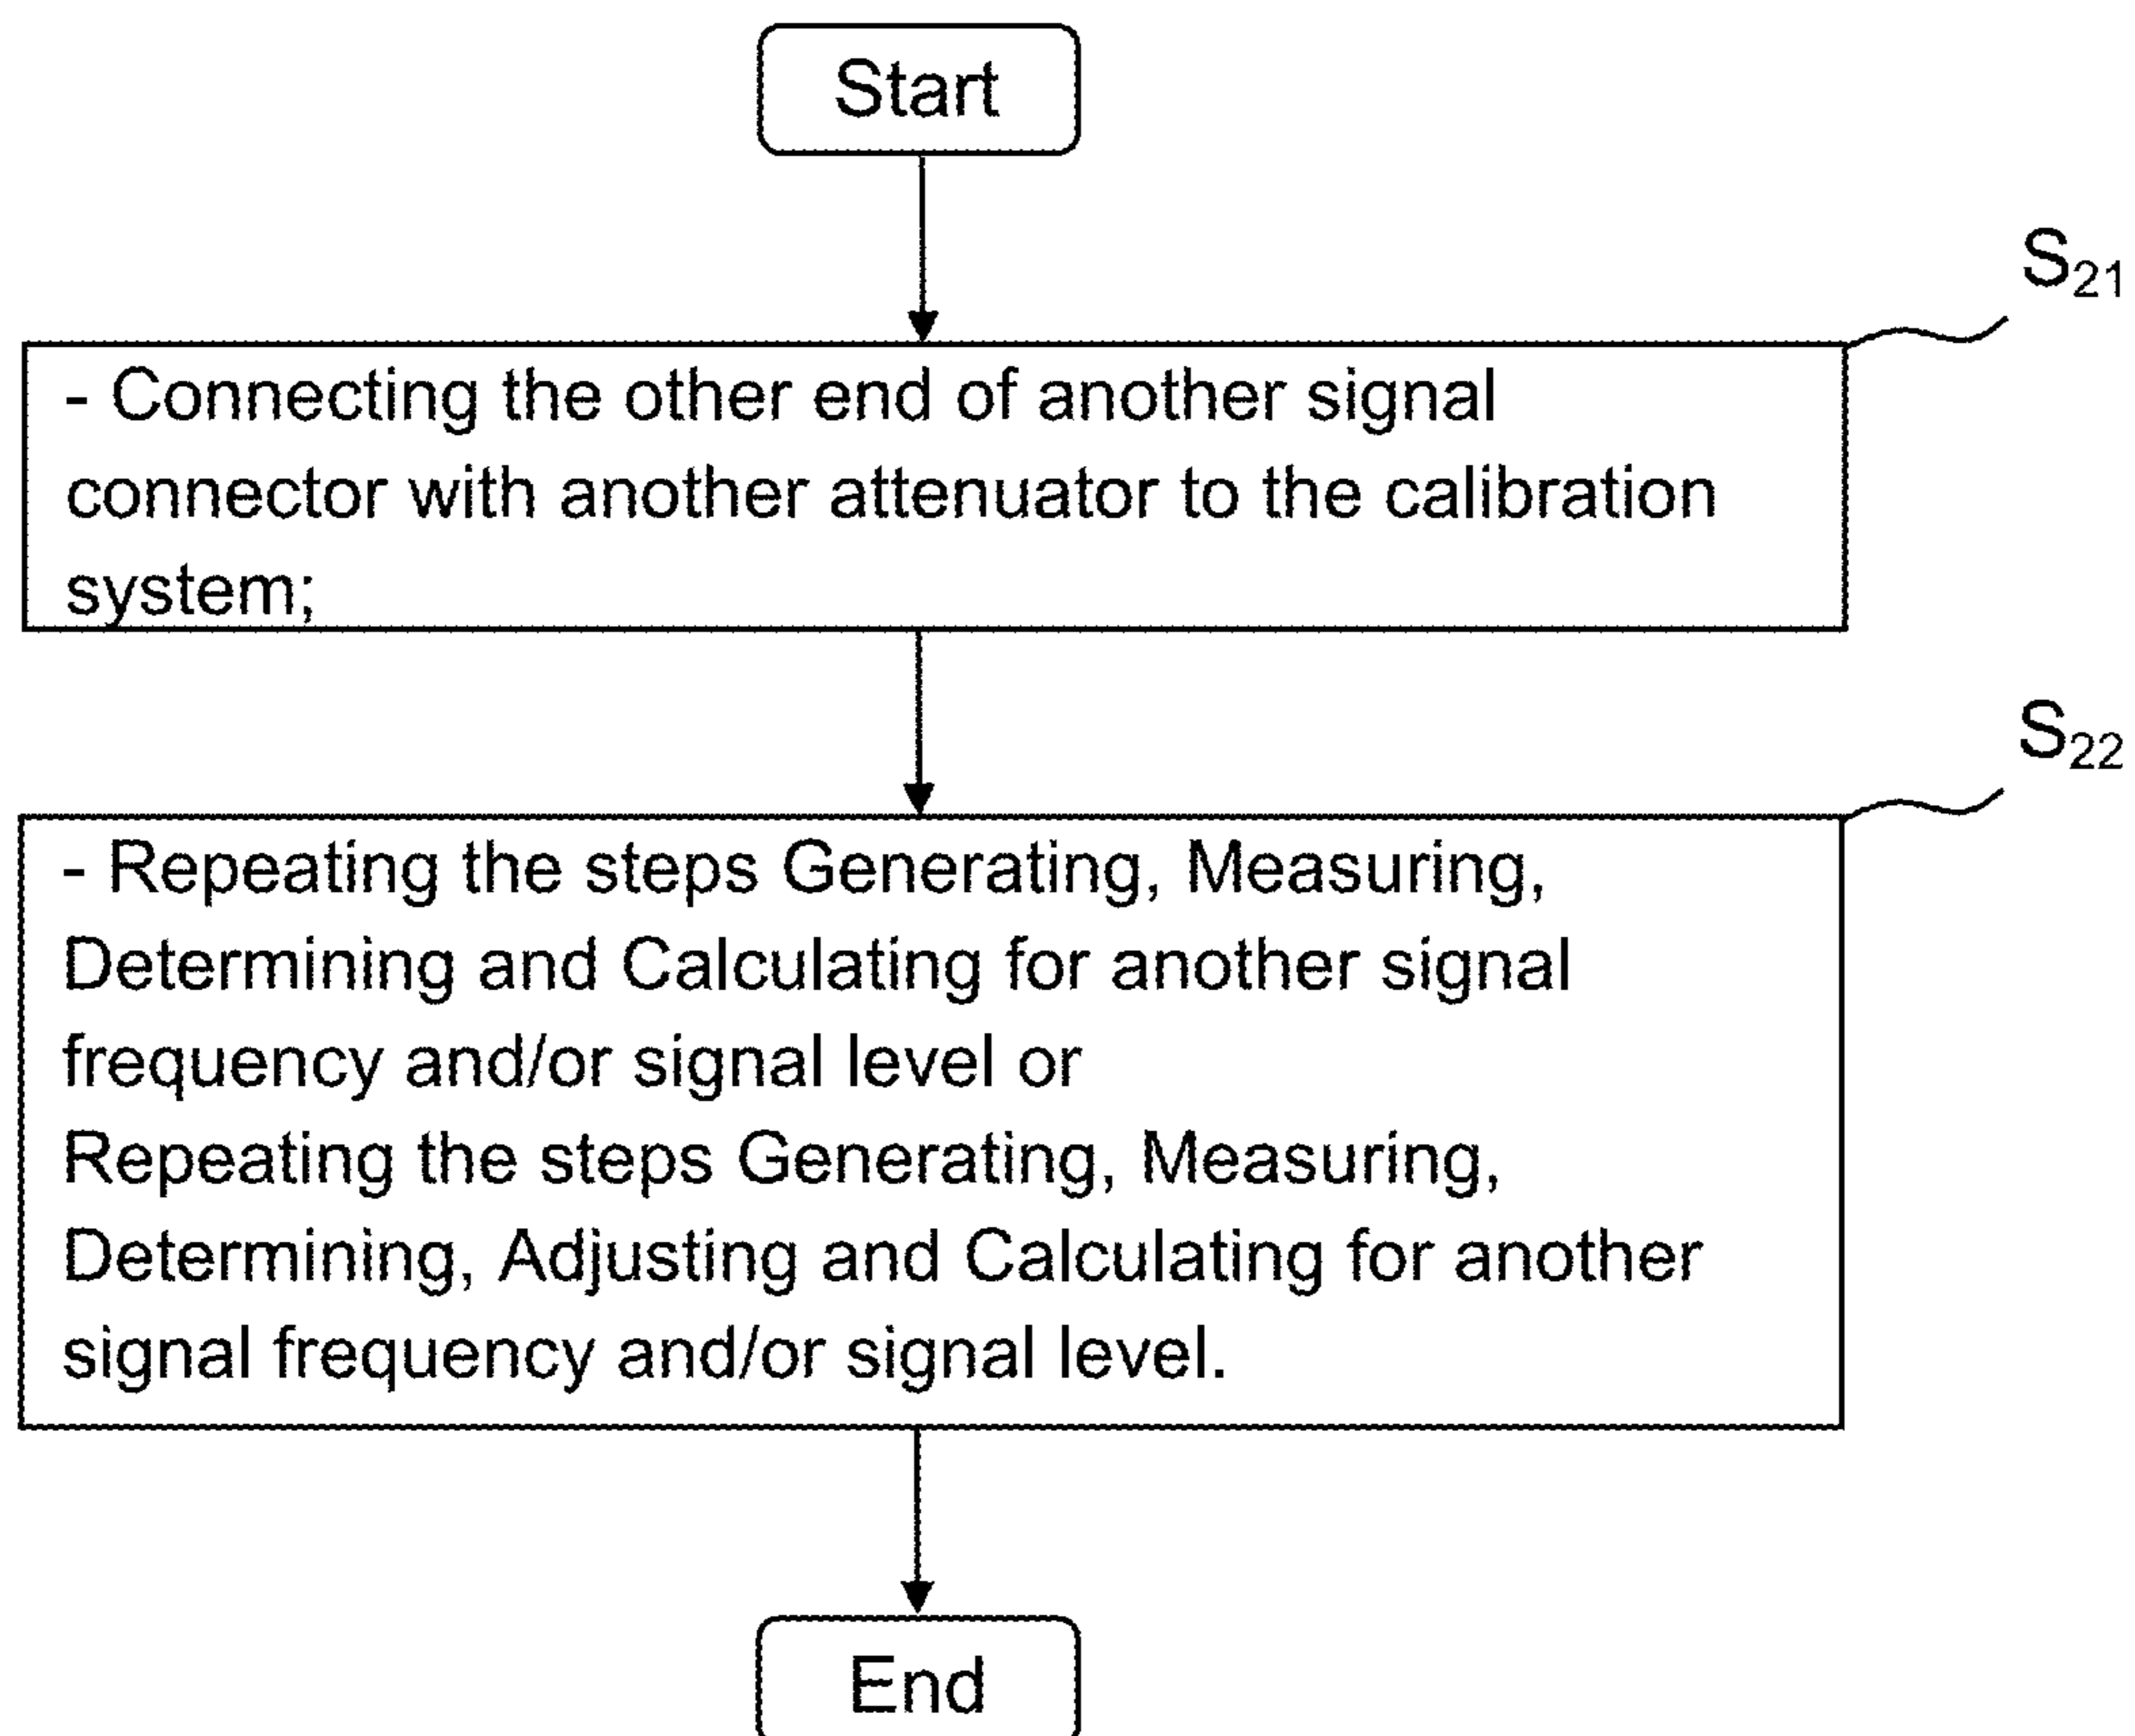 Start
S21
- Connecting the other end of another signal
connector with another attenuator to the calibration
system;
S22
- Repeating the steps Generating, Measuring,
Determining and Calculating for another signal
frequency and/or signal level or
Repeating the steps Generating, Measuring,
Determining, Adjusting and Calculating for another
signal frequency and/or signal level.
End